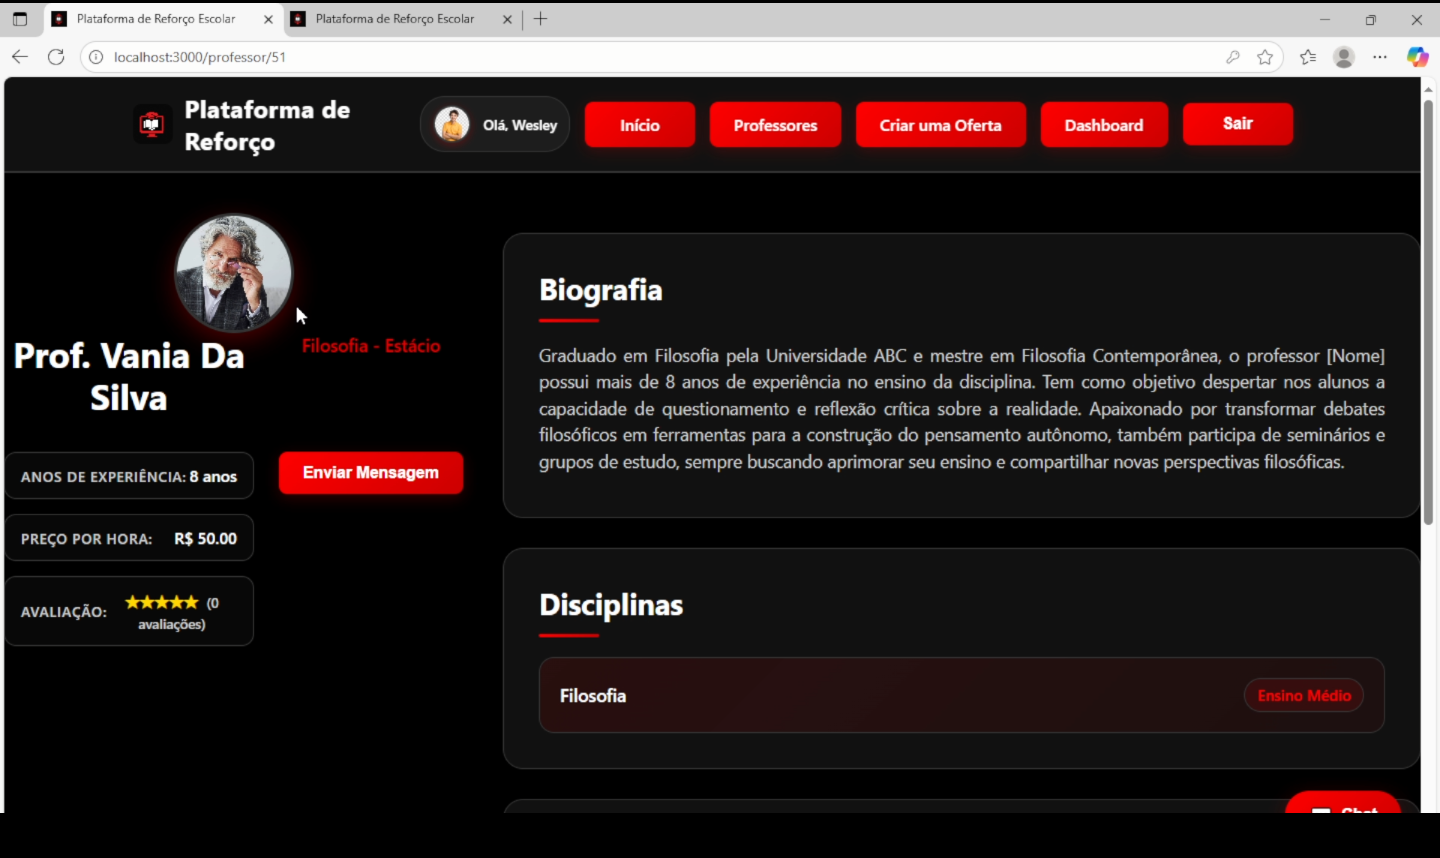 Plataforma de Reforço Escolar
Plataforma de Reforço Escolar
localhost:3000/professor/51
Plataforma de
Reforço
Olá, Wesley
Início
Professores
Criar uma Oferta
Dashboard
Sair
Prof. Vania Da
Silva
Filosofia - Estácio
ANOS DE EXPERIÊNCIA: 8 anos
Enviar Mensagem
PREÇO POR HORA: R$ 50.00
AVALIAÇÃO: ★★★★★ (0
avaliações)
Biografia
Graduado em Filosofia pela Universidade ABC e mestre em Filosofia Contemporânea, o professor [Nome]
possui mais de 8 anos de experiência no ensino da disciplina. Tem como objetivo despertar nos alunos a
capacidade de questionamento e reflexão crítica sobre a realidade. Apaixonado por transformar debates
filosóficos em ferramentas para a construção do pensamento autônomo, também participa de seminários e
grupos de estudo, sempre buscando aprimorar seu ensino e compartilhar novas perspectivas filosóficas.
Disciplinas
Filosofia
Ensino Médio
Chat